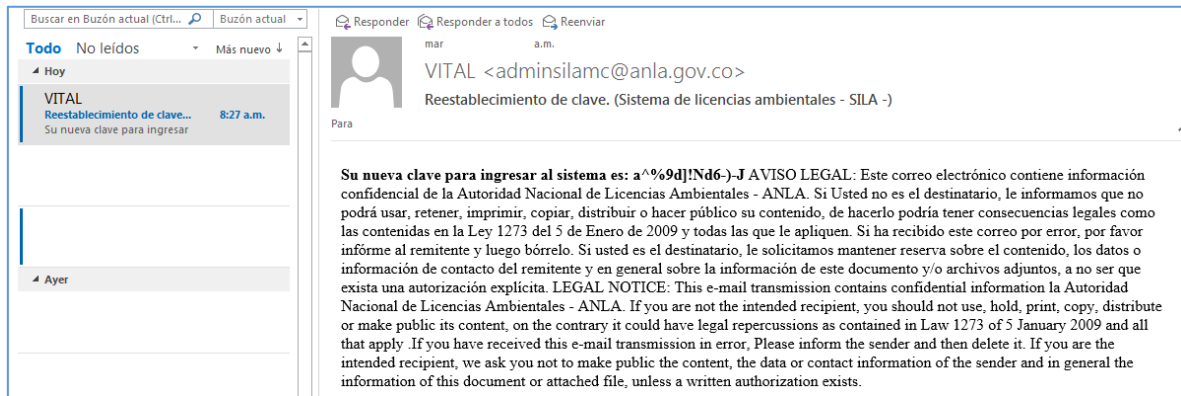 Buscar en Buzón actual (Ctrl... Buzón actual
Todo No leídos Más nuevo ↓
Hoy
VITAL
Reestablecimiento de clave... 8:27 a.m.
Su nueva clave para ingresar
Ayer
Responder Responder a todos Reenviar
mar a.m.
VITAL <adminsilamc@anla.gov.co>
Reestablecimiento de clave. (Sistema de licencias ambientales - SILA -)
Para
Su nueva clave para ingresar al sistema es: a^%9d]!Nd6-)-J AVISO LEGAL: Este correo electrónico contiene información
confidencial de la Autoridad Nacional de Licencias Ambientales - ANLA. Si Usted no es el destinatario, le informamos que no
podrá usar, retener, imprimir, copiar, distribuir o hacer público su contenido, de hacerlo podría tener consecuencias legales como
las contenidas en la Ley 1273 del 5 de Enero de 2009 y todas las que le apliquen. Si ha recibido este correo por error, por favor
infórme al remitente y luego bórrelo. Si usted es el destinatario, le solicitamos mantener reserva sobre el contenido, los datos o
información de contacto del remitente y en general sobre la información de este documento y/o archivos adjuntos, a no ser que
exista una autorización explícita. LEGAL NOTICE: This e-mail transmission contains confidential information la Autoridad
Nacional de Licencias Ambientales - ANLA. If you are not the intended recipient, you should not use, hold, print, copy, distribute
or make public its content, on the contrary it could have legal repercussions as contained in Law 1273 of 5 January 2009 and all
that apply .If you have received this e-mail transmission in error, Please inform the sender and then delete it. If you are the
intended recipient, we ask you not to make public the content, the data or contact information of the sender and in general the
information of this document or attached file, unless a written authorization exists.